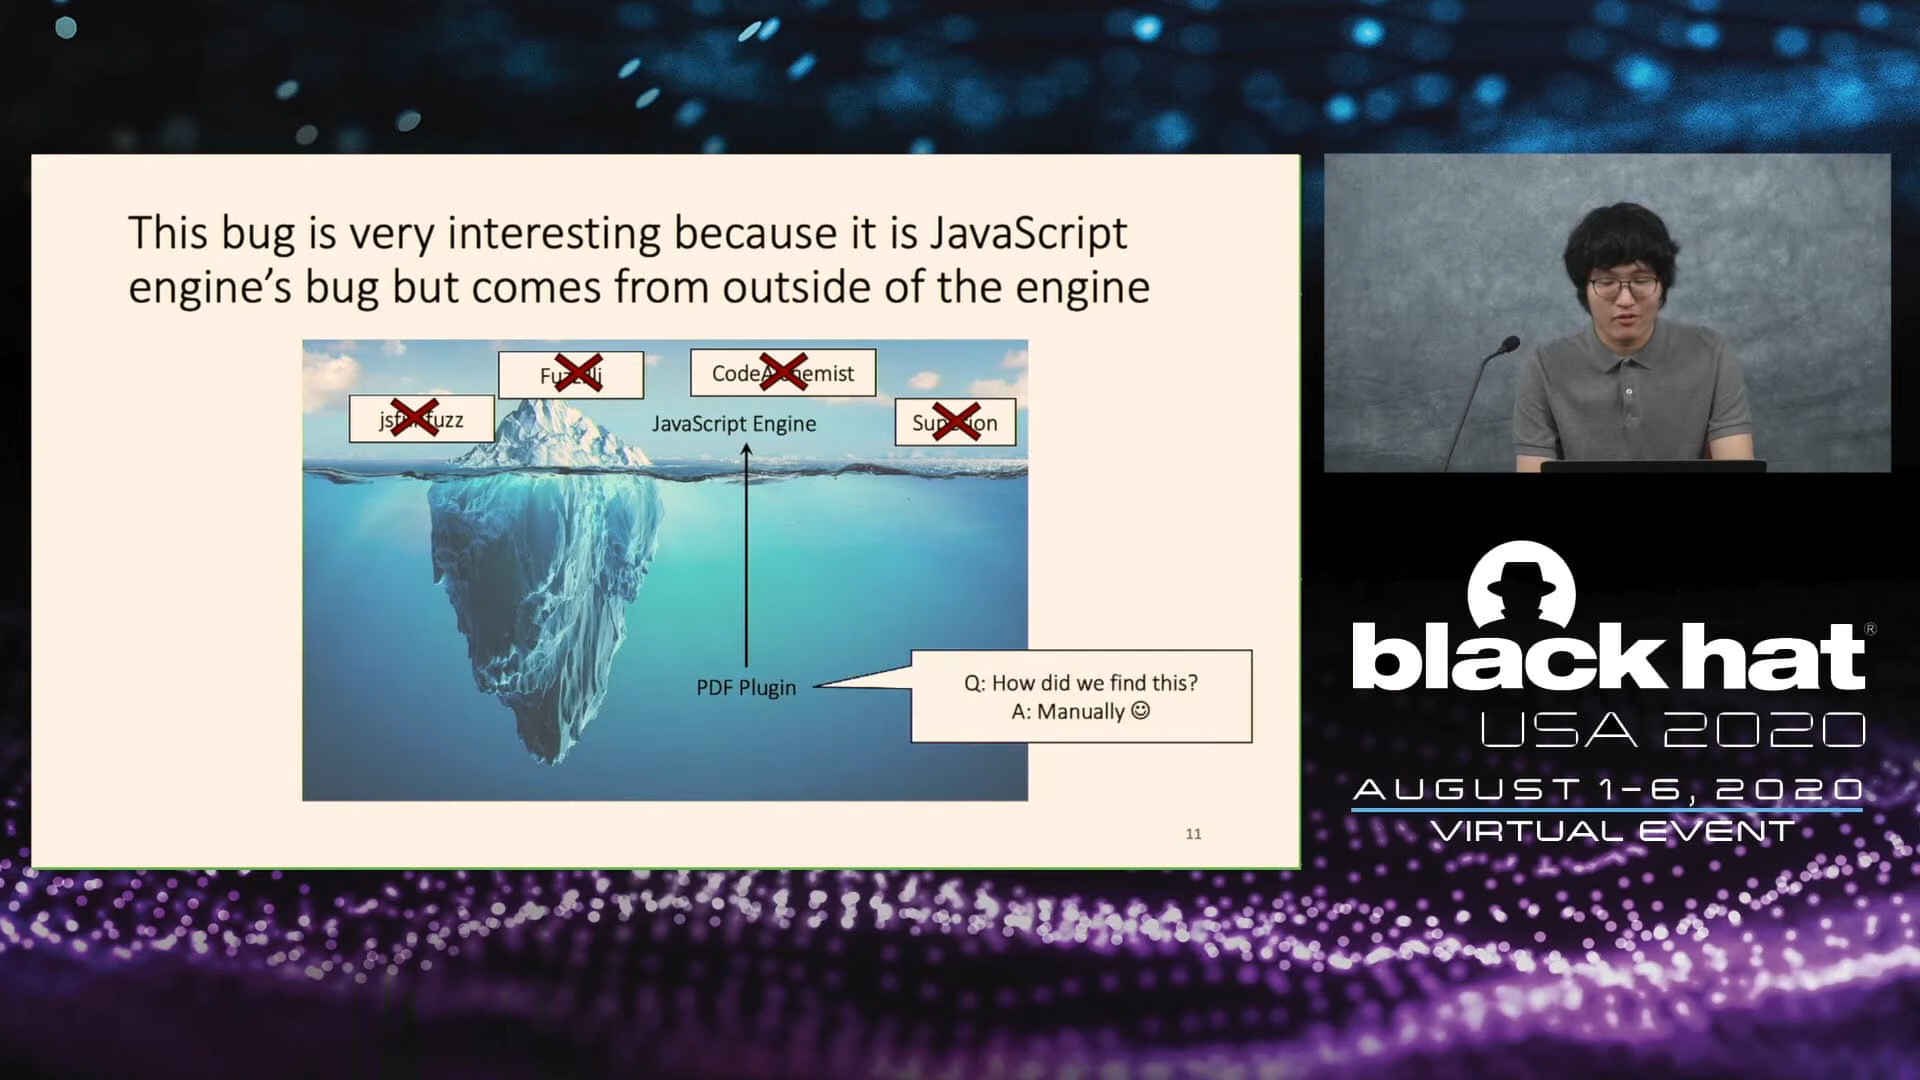 This bug is very interesting because it is JavaScript
engine's bug but comes from outside of the engine
JavaScript Engine
PDF Plugin
Q: How did we find this?
A: Manually ☺
11
black hat®
USA 2020
AUGUST 1-6, 2020
VIRTUAL EVENT